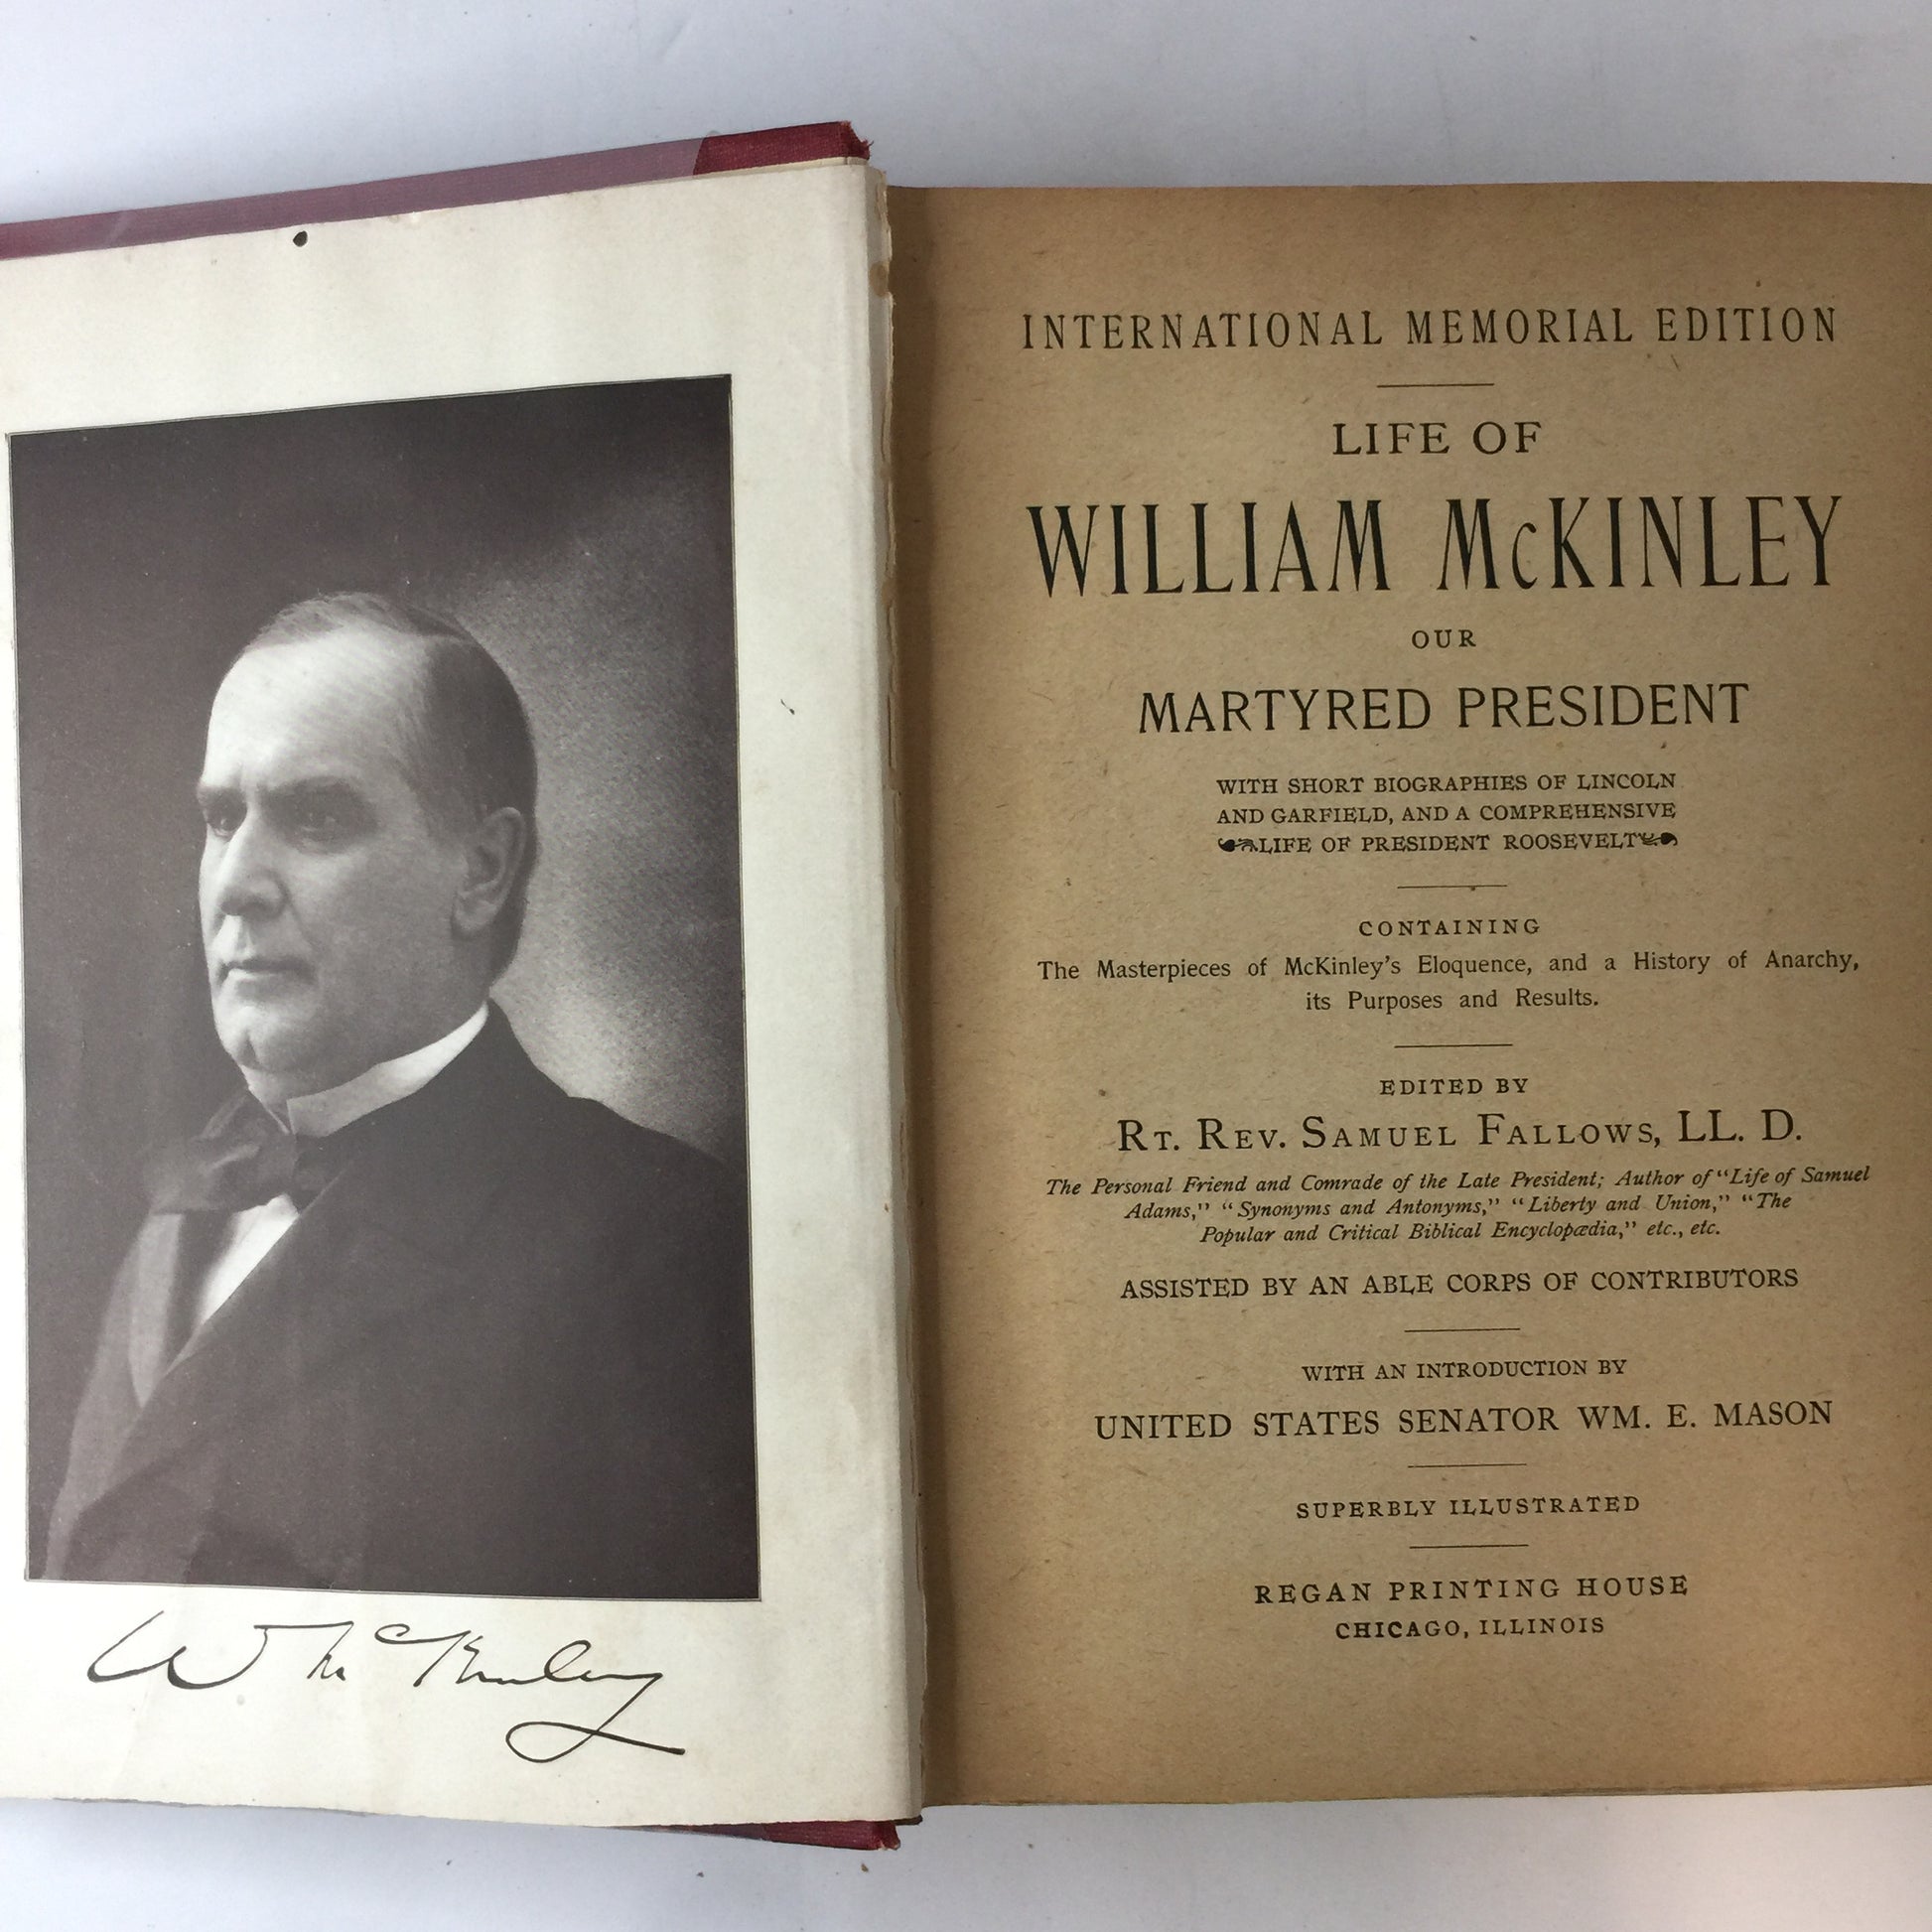 Wm McKinley
INTERNATIONAL MEMORIAL EDITION
LIFE OF
WILLIAM McKINLEY
OUR
MARTYRED PRESIDENT
WITH SHORT BIOGRAPHIES OF LINCOLN
AND GARFIELD, AND A COMPREHENSIVE
LIFE OF PRESIDENT ROOSEVELT
CONTAINING
The Masterpieces of McKinley's Eloquence, and a History of Anarchy,
its Purposes and Results.
EDITED BY
RT. REV. SAMUEL FALLOWS, LL. D.
The Personal Friend and Comrade of the Late President; Author of "Life of Samuel
Adams," "Synonyms and Antonyms," "Liberty and Union," "The
Popular and Critical Biblical Encyclopædia," etc., etc.
ASSISTED BY AN ABLE CORPS OF CONTRIBUTORS
WITH AN INTRODUCTION BY
UNITED STATES SENATOR WM. E. MASON
SUPERBLY ILLUSTRATED
REGAN PRINTING HOUSE
CHICAGO, ILLINOIS